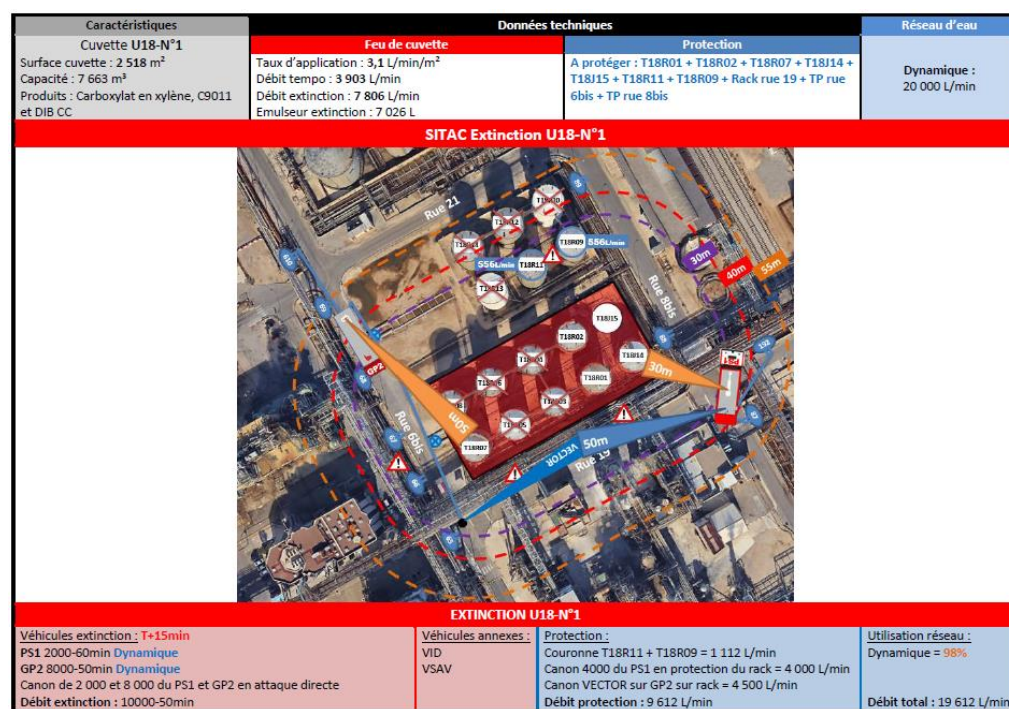 Caractéristiques
Données techniques
Réseau d'eau
Cuvette U18-N°1
Surface cuvette : 2 518 m²
Capacité : 7 663 m³
Produits : Carboxylat en xylène, C9011
et DIB CC
Feu de cuvette
Taux d'application : 3,1 L/min/m²
Débit tempo : 3 903 L/min
Débit extinction : 7 806 L/min
Emulseur extinction : 7 026 L
Protection
A protéger : T18R01 + T18R02 + T18R07 + T18J14 +
T18J15 + T18R11 + T18R09 + Rack rue 19 + TP rue
6bis + TP rue 8bis
Dynamique :
20 000 L/min
SITAC Extinction U18-N°1
Rue 21
610
69
68
67
66
65
T18R09
556L/min
556L/min
T18R11
30m
40m
55m
Rue 8bis
T18J15
T18R02
T18J14
T18R01
T18R07
GP2
50m
30m
PS1
192
Rue 6bis
VECTOR
50m
Rue 19
EXTINCTION U18-N°1
Véhicules extinction : T+15min
PS1 2000-60min Dynamique
GP2 8000-50min Dynamique
Canon de 2 000 et 8 000 du PS1 et GP2 en attaque directe
Débit extinction : 10000-50min
Véhicules annexes :
VID
VSAV
Protection :
Couronne T18R11 + T18R09 = 1 112 L/min
Canon 4000 du PS1 en protection du rack = 4 000 L/min
Canon VECTOR sur GP2 sur rack = 4 500 L/min
Débit protection : 9 612 L/min
Utilisation réseau :
Dynamique = 98%
Débit total : 19 612 L/min